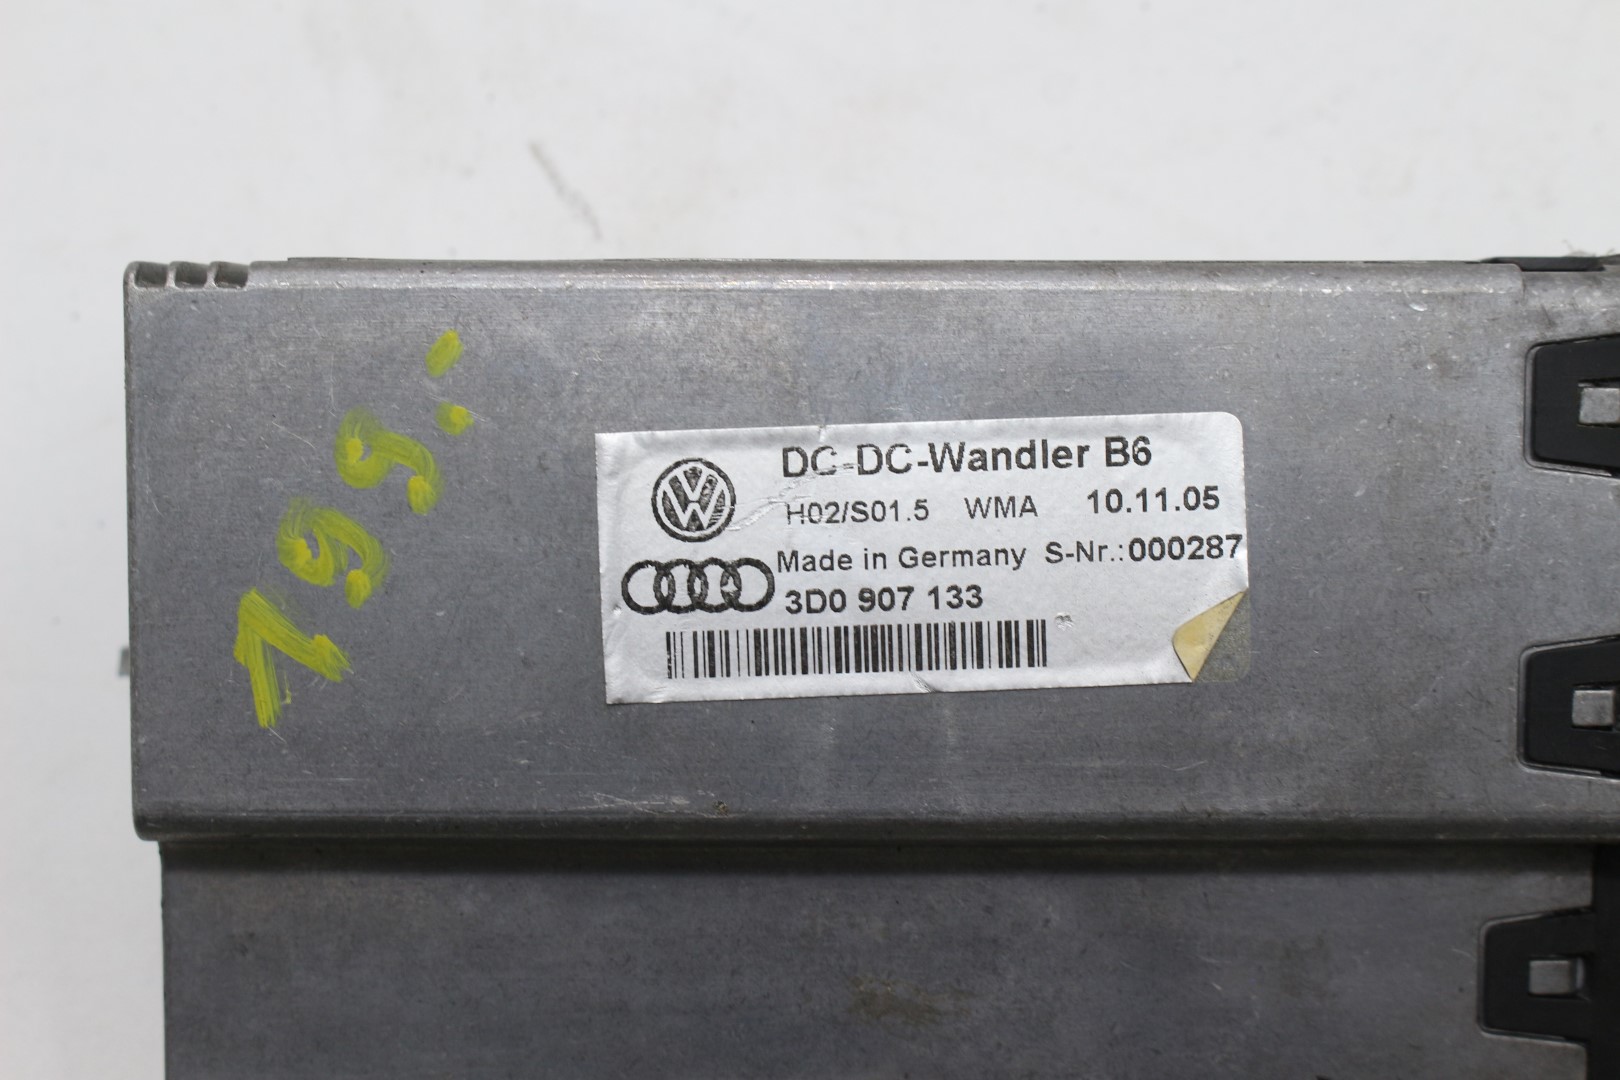 199.-
DC-DC-Wandler B6
H02/S01.5 WMA 10.11.05
Made in Germany S-Nr.:000287
3D0 907 133